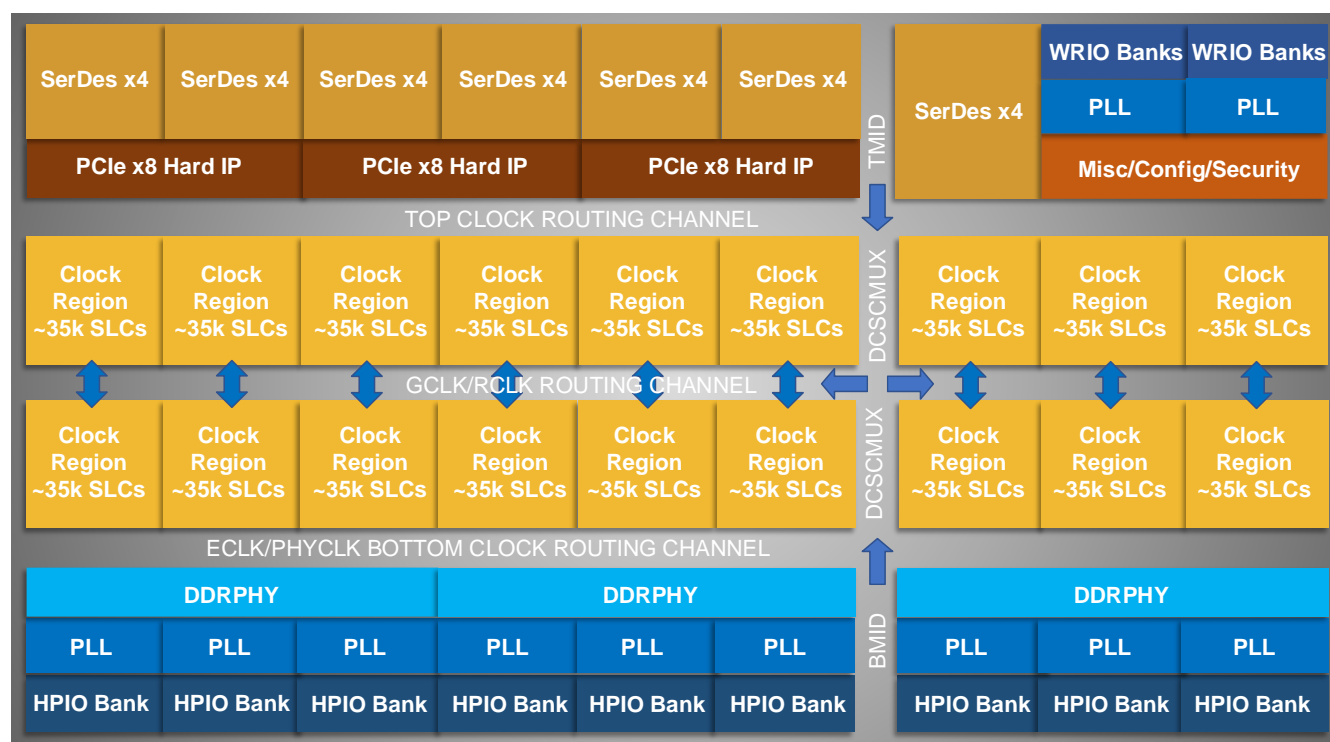 SerDes x4 SerDes x4 SerDes x4 SerDes x4 SerDes x4 SerDes x4
PCIe x8 Hard IP PCIe x8 Hard IP PCIe x8 Hard IP
TMID
SerDes x4
WRIO Banks WRIO Banks
PLL PLL
Misc/Config/Security
TOP CLOCK ROUTING CHANNEL
Clock Clock Clock Clock Clock Clock
Region Region Region Region Region Region
~35k SLCs ~35k SLCs ~35k SLCs ~35k SLCs ~35k SLCs ~35k SLCs
DCSCMUX
Clock Clock Clock
Region Region Region
~35k SLCs ~35k SLCs ~35k SLCs
GCLK/RCLK ROUTING CHANNEL
Clock Clock Clock Clock Clock Clock
Region Region Region Region Region Region
~35k SLCs ~35k SLCs ~35k SLCs ~35k SLCs ~35k SLCs ~35k SLCs
DCSCMUX
Clock Clock Clock
Region Region Region
~35k SLCs ~35k SLCs ~35k SLCs
ECLK/PHYCLK BOTTOM CLOCK ROUTING CHANNEL
DDRPHY DDRPHY
PLL PLL PLL PLL PLL PLL
HPIO Bank HPIO Bank HPIO Bank HPIO Bank HPIO Bank HPIO Bank
BMID
DDRPHY
PLL PLL PLL
HPIO Bank HPIO Bank HPIO Bank